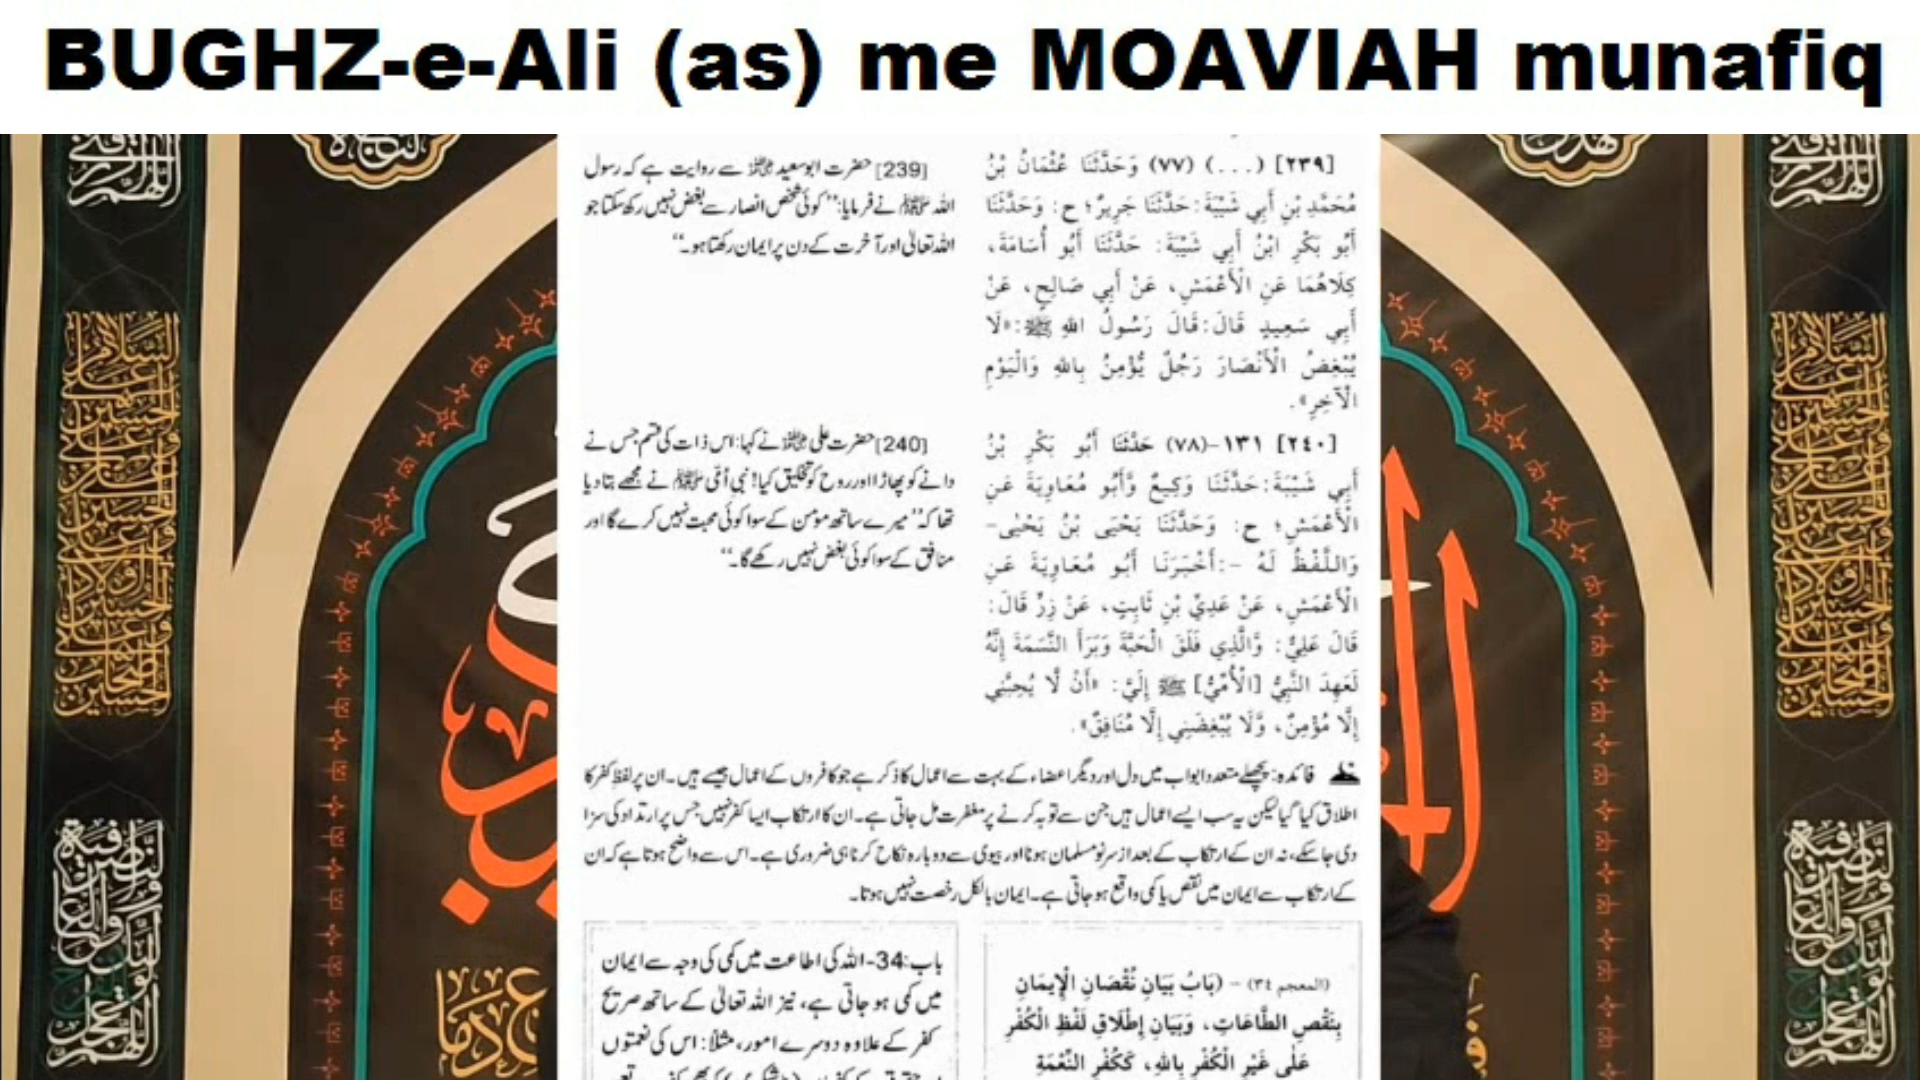 BUGHZ-e-Ali (as) me MOAVIAH munafiq
[٢٣٩] (...) (٧٧) وَحَدَّثَنَا عُثْمَانُ بْنُ
مُحَمَّدِ بْنِ أَبِي شَيْبَةَ: حَدَّثَنَا جَرِيرٌ؛ ح: وَحَدَّثَنَا
أَبُو بَكْرِ ابْنُ أَبِي شَيْبَةَ: حَدَّثَنَا أَبُو أُسَامَةَ،
كِلَاهُمَا عَنِ الْأَعْمَشِ، عَنْ أَبِي صَالِحٍ، عَنْ
أَبِي سَعِيدٍ قَالَ: قَالَ رَسُولُ اللهِ ﷺ: «لَا
يُبْغِضُ الْأَنْصَارَ رَجُلٌ يُّؤْمِنُ بِاللهِ وَالْيَوْمِ
الْآخِرِ».
[239] حضرت ابوسعید رضی اللہ عنہ سے روایت ہے کہ رسول
اللہ ﷺ نے فرمایا: ”کوئی شخص انصار سے بغض نہیں رکھ سکتا جو
اللہ تعالیٰ اور آخرت کے دن پر ایمان رکھتا ہو۔“
[٢٤٠] ١٣١-(٧٨) حَدَّثَنَا أَبُو بَكْرِ بْنُ
أَبِي شَيْبَةَ: حَدَّثَنَا وَكِيعٌ وَّأَبُو مُعَاوِيَةَ عَنِ
الْأَعْمَشِ؛ ح: وَحَدَّثَنَا يَحْيَى بْنُ يَحْيٰى-
وَاللَّفْظُ لَهُ -: أَخْبَرَنَا أَبُو مُعَاوِيَةَ عَنِ
الْأَعْمَشِ، عَنْ عَدِيِّ بْنِ ثَابِتٍ، عَنْ زِرٍّ قَالَ:
قَالَ عَلِيٌّ: وَّالَّذِي فَلَقَ الْحَبَّةَ وَبَرَأَ النَّسَمَةَ إِنَّهُ
لَعَهِدَ النَّبِيُّ [الْأُمِّيُّ] ﷺ إِلَيَّ: «أَنْ لَّا يُحِبَّنِي
إِلَّا مُؤْمِنٌ، وَّلَا يُبْغِضَنِي إِلَّا مُنَافِقٌ».
[240] حضرت علی رضی اللہ عنہ نے کہا: اس ذات کی قسم جس نے
دانے کو پھاڑا اور روح کو تخلیق کیا! نبی اُمّی ﷺ نے مجھے بتا دیا
تھا کہ ”میرے ساتھ مومن کے سوا کوئی محبت نہیں کرے گا اور
منافق کے سوا کوئی بغض نہیں رکھے گا۔“
فائدہ: پچھلے متعدد ابواب میں دل اور دیگر اعضاء کے بہت سے اعمال کا ذکر ہے جو کافروں کے اعمال جیسے ہیں۔ ان پر لفظ کفر کا
اطلاق کیا گیا لیکن یہ سب ایسے اعمال ہیں جن سے توبہ کرنے پر مغفرت مل جاتی ہے۔ ان کا ارتکاب ایسا کفر نہیں جس پر ارتداد کی سزا
دی جا سکے، نہ ان کے ارتکاب کے بعد از سر نو مسلمان ہونا اور بیوی سے دوبارہ نکاح کرنا ہی ضروری ہے۔ اس سے واضح ہوتا ہے کہ ان
کے ارتکاب سے ایمان میں نقص یا کمی واقع ہو جاتی ہے۔ ایمان بالکل رخصت نہیں ہوتا۔
(المعجم ٣٤) - (بَابُ بَيَانِ نُقْصَانِ الْإِيمَانِ
بِنَقْصِ الطَّاعَاتِ، وَبَيَانِ إِطْلَاقِ لَفْظِ الْكُفْرِ
عَلَى غَيْرِ الْكُفْرِ بِاللهِ، كَكُفْرِ النِّعْمَةِ
باب:34-اللہ کی اطاعت میں کمی کی وجہ سے ایمان
میں کمی ہو جاتی ہے، نیز اللہ تعالیٰ کے ساتھ صریح
کفر کے علاوہ دوسرے امور، مثلاً: اس کی نعمتوں